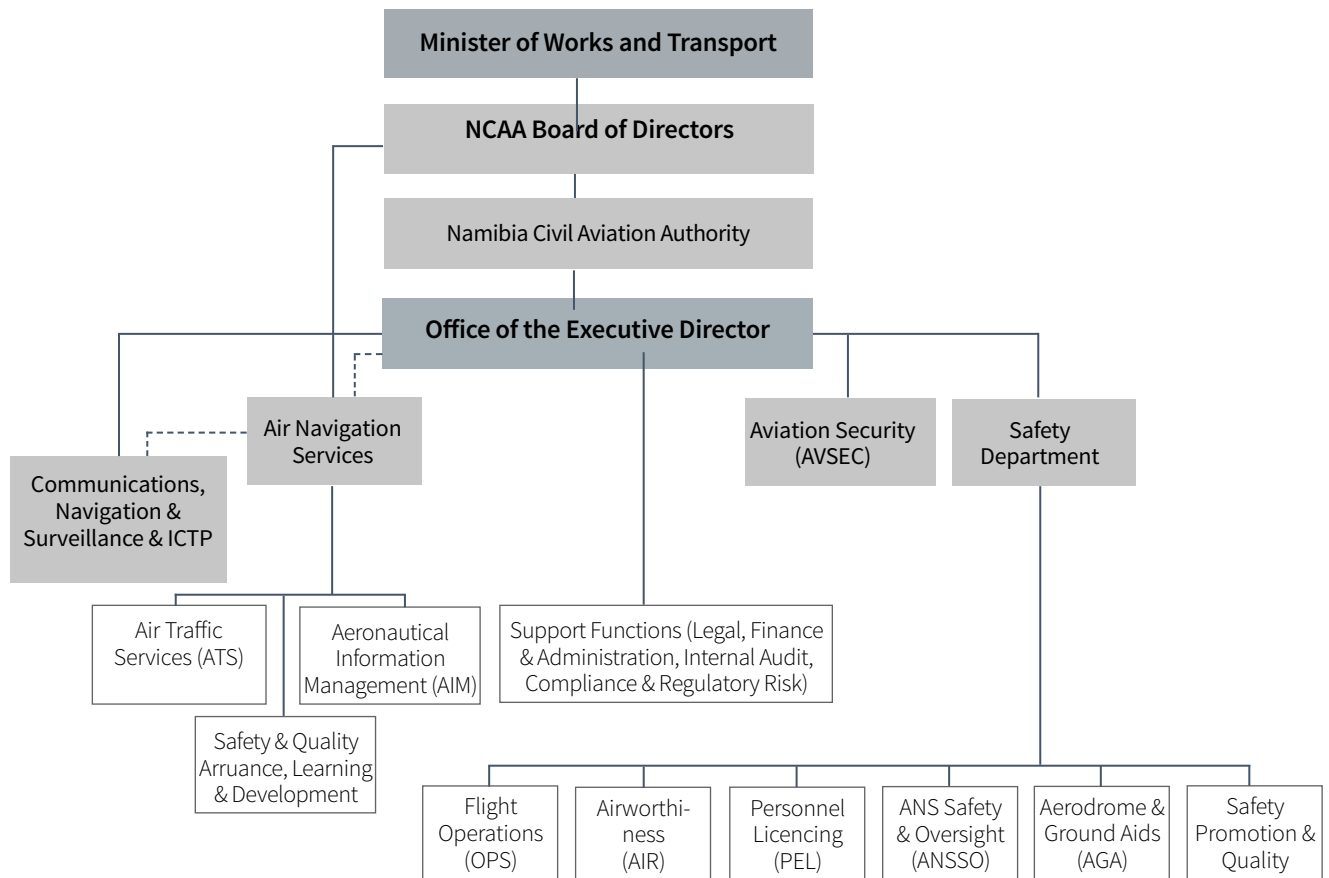 Minister of Works and Transport
NCAA Board of Directors
Namibia Civil Aviation Authority
Office of the Executive Director
Air Navigation
Services
Aviation Security
(AVSEC)
Safety
Department
Communications,
Navigation &
Surveillance & ICTP
Air Traffic
Services (ATS)
Aeronautical
Information
Management (AIM)
Support Functions (Legal, Finance
& Administration, Internal Audit,
Compliance & Regulatory Risk)
Safety & Quality
Arruance, Learning
& Development
Flight
Operations
(OPS)
Airworthi-
ness
(AIR)
Personnel
Licencing
(PEL)
ANS Safety
& Oversight
(ANSSO)
Aerodrome &
Ground Aids
(AGA)
Safety
Promotion &
Quality